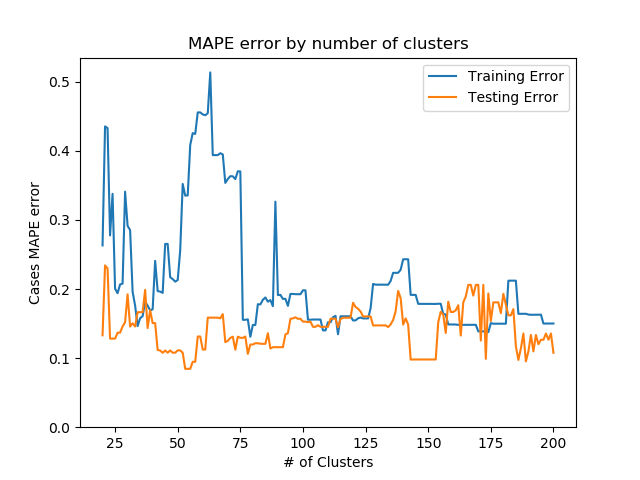 MAPE error by number of clusters
Training Error
Testing Error
Cases MAPE error
0.5
0.4
0.3
0.2
0.1
0.0
25 50 75 100 125 150 175 200
# of Clusters